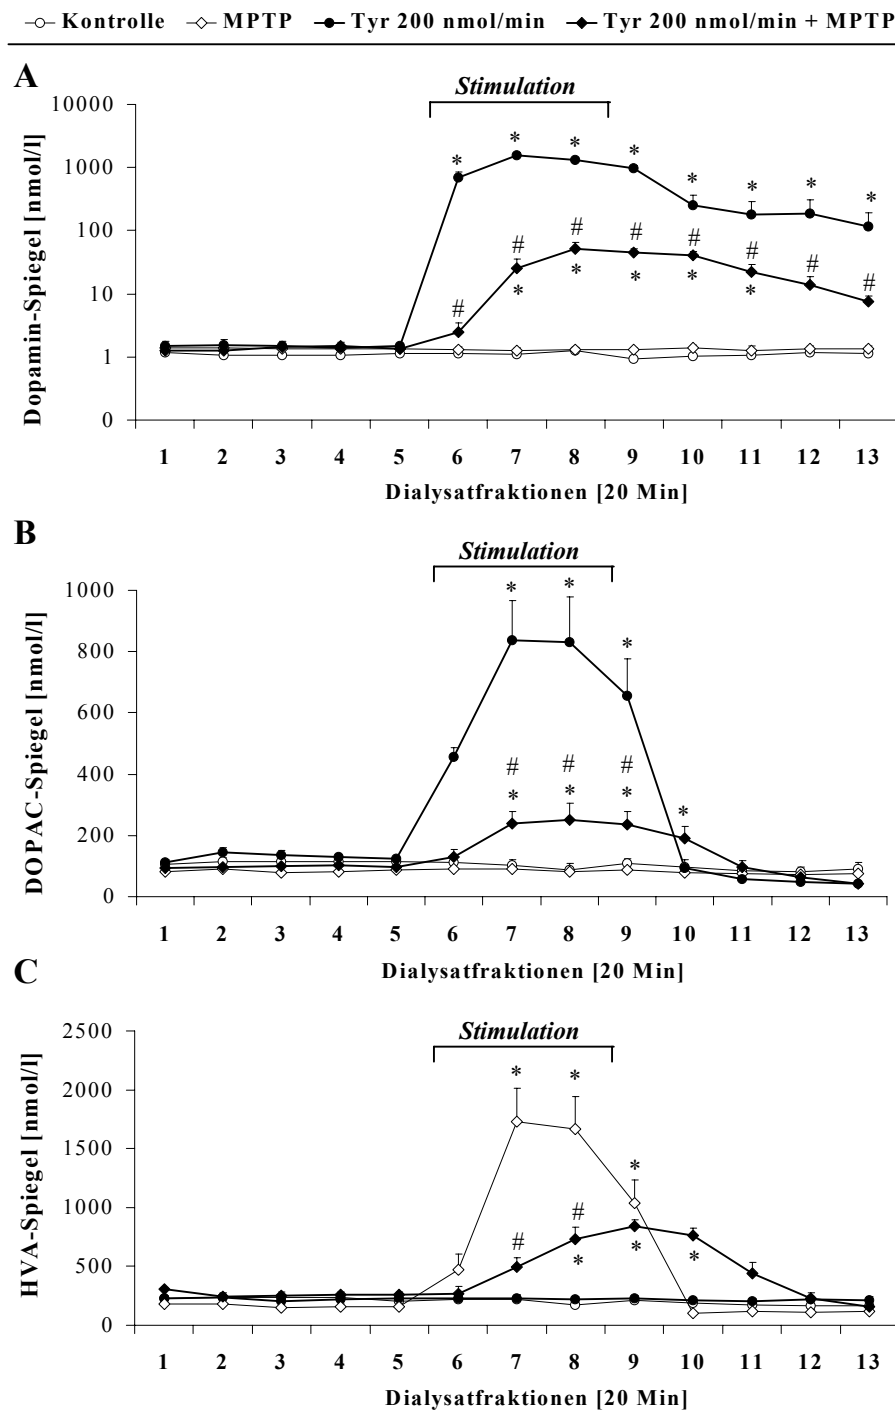 Kontrolle MPTP Tyr 200 nmol/min Tyr 200 nmol/min + MPTP
A
Stimulation
Dopamin-Spiegel [nmol/l]
10000
1000
100
10
1
0
* * * * * * * *
# # # # # # # #
* * * * *
1 2 3 4 5 6 7 8 9 10 11 12 13
Dialysatfraktionen [20 Min]
B
Stimulation
DOPAC-Spiegel [nmol/l]
1000
800
600
400
200
0
* * *
# # #
* * * *
1 2 3 4 5 6 7 8 9 10 11 12 13
Dialysatfraktionen [20 Min]
C
Stimulation
HVA-Spiegel [nmol/l]
2500
2000
1500
1000
500
0
* * *
# #
* * *
1 2 3 4 5 6 7 8 9 10 11 12 13
Dialysatfraktionen [20 Min]